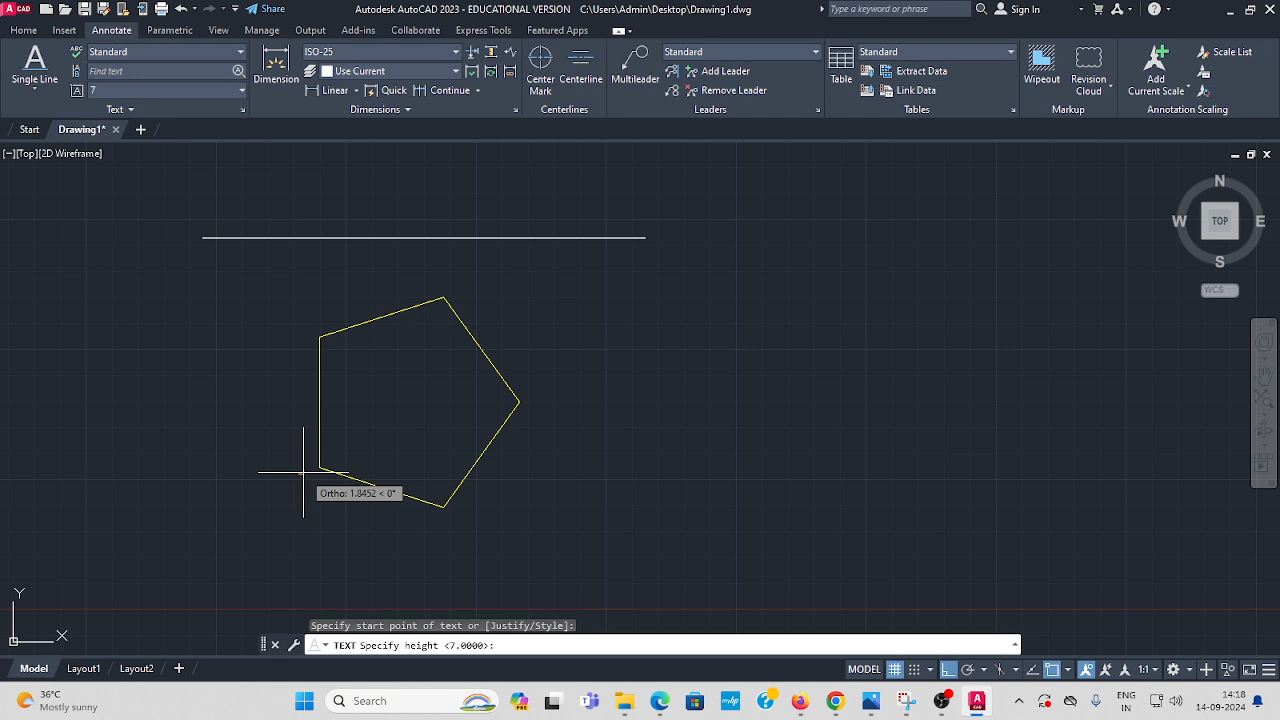 CAD
Share
Autodesk AutoCAD 2023 - EDUCATIONAL VERSION
C:\Users\Admin\Desktop\Drawing1.dwg
Type a keyword or phrase
Sign In
Home
Insert
Annotate
Parametric
View
Manage
Output
Add-ins
Collaborate
Express Tools
Featured Apps
Single Line
Standard
Find text
7
Text
Dimension
ISO-25
Use Current
Linear
Quick
Continue
Dimensions
Center Mark
Centerline
Centerlines
Multileader
Standard
Add Leader
Remove Leader
Leaders
Table
Standard
Extract Data
Link Data
Tables
Wipeout
Revision Cloud
Markup
Add Current Scale
Scale List
Annotation Scaling
Start
Drawing1*
[−][Top][2D Wireframe]
N
W
TOP
E
S
WCS
Ortho: 1.8452 < 0°
Y
X
Specify start point of text or [Justify/Style]:
TEXT Specify height <7.0000>:
Model
Layout1
Layout2
MODEL
1:1
36°C
Mostly sunny
Search
PRE
ENG
IN
14:18
14-09-2024